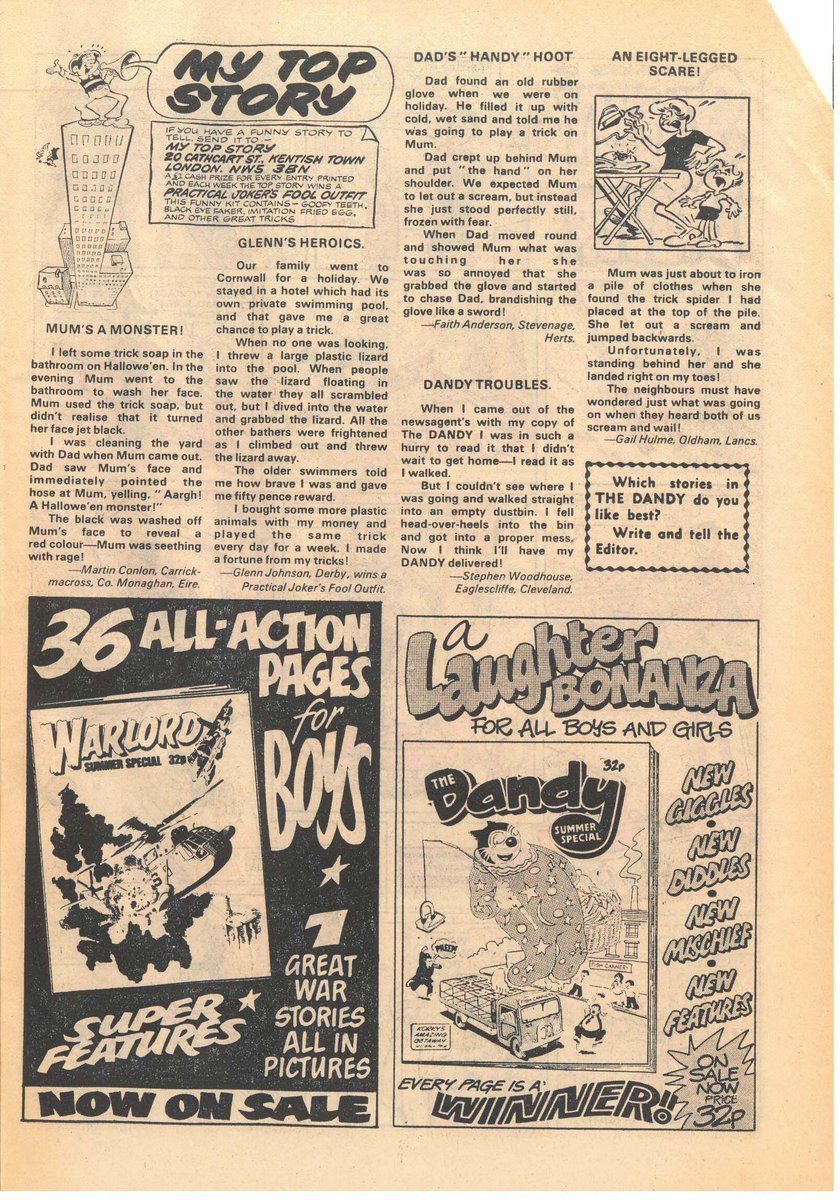 MY TOP
STORY
IF YOU HAVE A FUNNY STORY TO
TELL, SEND IT TO —
MY TOP STORY
20 CATHCART ST., KENTISH TOWN
LONDON. NW5 3BN
A £1 CASH PRIZE FOR EVERY ENTRY PRINTED
AND EACH WEEK THE TOP STORY WINS A
PRACTICAL JOKER'S FOOL OUTFIT
THIS FUNNY KIT CONTAINS — GOOFY TEETH,
BLACK EYE FAKER, IMITATION FRIED EGG,
AND OTHER GREAT TRICKS
MUM'S A MONSTER!
I left some trick soap in the
bathroom on Hallowe'en. In the
evening Mum went to the
bathroom to wash her face.
Mum used the trick soap, but
didn't realise that it turned
her face jet black.
I was cleaning the yard
with Dad when Mum came out.
Dad saw Mum's face and
immediately pointed the
hose at Mum, yelling, "Aargh!
A Hallowe'en monster!"
The black was washed off
Mum's face to reveal a
red colour—Mum was seething
with rage!
—Martin Conlon, Carrick-
macross, Co. Monaghan, Eire.
GLENN'S HEROICS.
Our family went to
Cornwall for a holiday. We
stayed in a hotel which had its
own private swimming pool,
and that gave me a great
chance to play a trick.
When no one was looking,
I threw a large plastic lizard
into the pool. When people
saw the lizard floating in
the water they all scrambled
out, but I dived into the water
and grabbed the lizard. All the
other bathers were frightened
as I climbed out and threw
the lizard away.
The older swimmers told
me how brave I was and gave
me fifty pence reward.
I bought some more plastic
animals with my money and
played the same trick
every day for a week. I made
a fortune from my tricks!
—Glenn Johnson, Derby, wins a
Practical Joker's Fool Outfit.
DAD'S "HANDY" HOOT
Dad found an old rubber
glove when we were on
holiday. He filled it up with
cold, wet sand and told me he
was going to play a trick on
Mum.
Dad crept up behind Mum
and put "the hand" on her
shoulder. We expected Mum
to let out a scream, but instead
she just stood perfectly still,
frozen with fear.
When Dad moved round
and showed Mum what was
touching her she
was so annoyed that she
grabbed the glove and started
to chase Dad, brandishing the
glove like a sword!
—Faith Anderson, Stevenage,
Herts.
DANDY TROUBLES.
When I came out of the
newsagent's with my copy of
The DANDY I was in such a
hurry to read it that I didn't
wait to get home—I read it as
I walked.
But I couldn't see where I
was going and walked straight
into an empty dustbin. I fell
head-over-heels into the bin
and got into a proper mess.
Now I think I'll have my
DANDY delivered!
—Stephen Woodhouse,
Eaglescliffe, Cleveland.
AN EIGHT-LEGGED
SCARE!
Mum was just about to iron
a pile of clothes when she
found the trick spider I had
placed at the top of the pile.
She let out a scream and
jumped backwards.
Unfortunately, I was
standing behind her and she
landed right on my toes!
The neighbours must have
wondered just what was going
on when they heard both of us
scream and wail!
—Gail Hulme, Oldham, Lancs.
Which stories in
THE DANDY do you
like best?
Write and tell the
Editor.
36 ALL-ACTION
PAGES
for
BOYS
WARLORD
SUMMER SPECIAL 32p
7
GREAT
WAR
STORIES
ALL IN
PICTURES
SUPER
FEATURES
NOW ON SALE
a
Laughter
BONANZA
FOR ALL BOYS AND GIRLS
THE
Dandy
32p
SUMMER
SPECIAL
FISH CANNERY
KORKY'S
AMAZING
GETAWAY
NEW
GIGGLES
NEW
DIDDLES
NEW
MISCHIEF
NEW
FEATURES
ON
SALE
NOW
PRICE
32p
EVERY PAGE IS A
WINNER!!